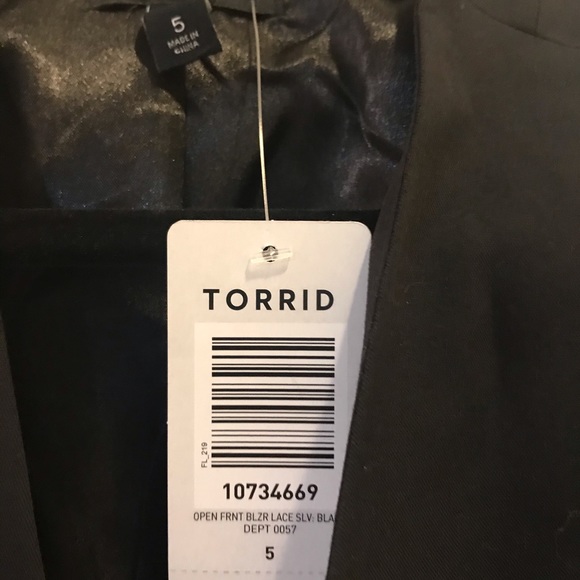 5
MADE IN
CHINA
TORRID
FL_219
10734669
OPEN FRNT BLZR LACE SLV: BLA
DEPT 0057
5